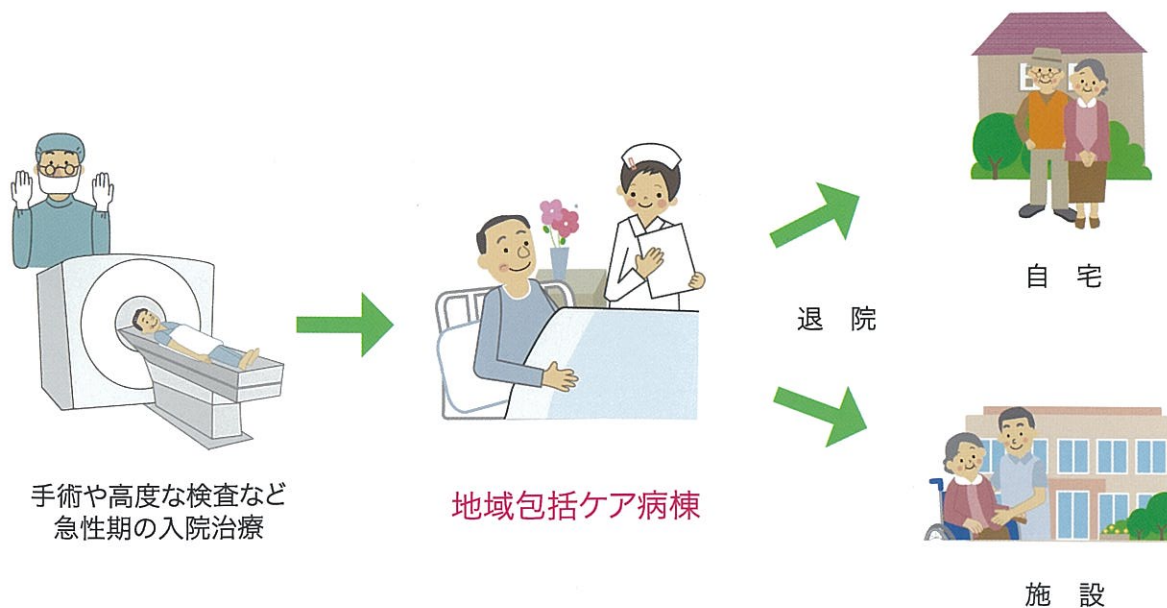 手術や高度な検査など
急性期の入院治療
地域包括ケア病棟
退 院
自 宅
施 設